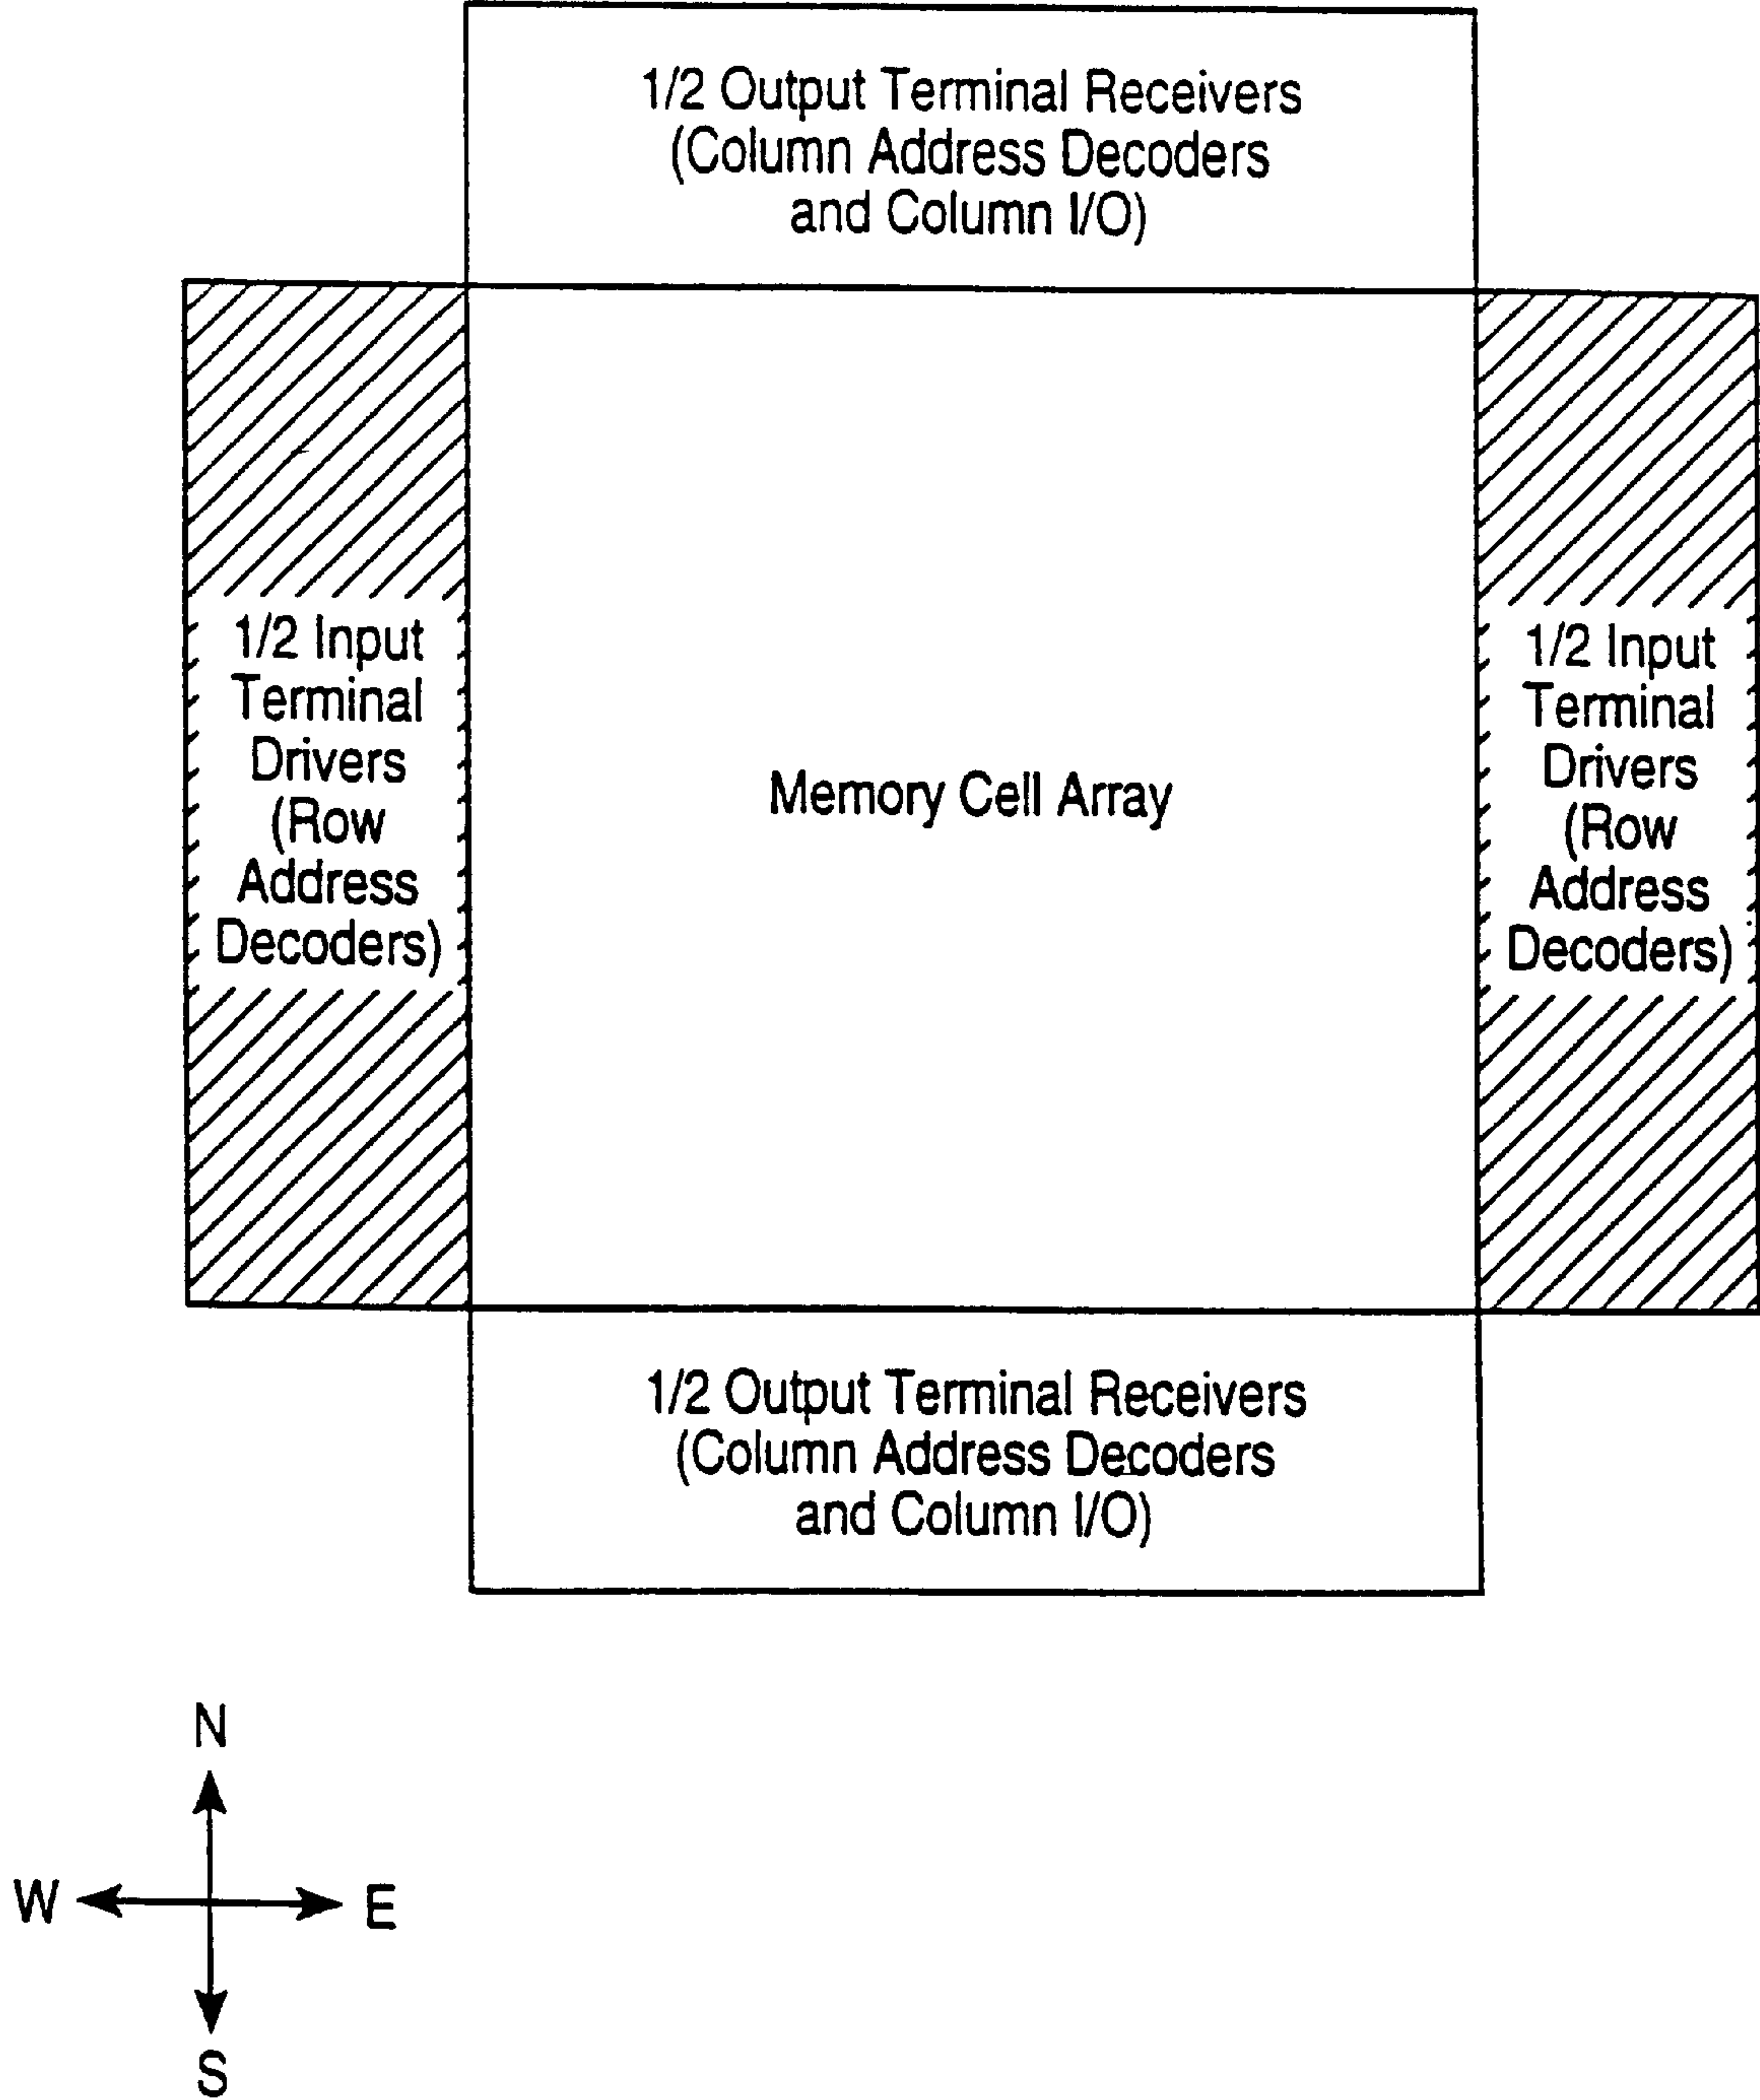 1/2 Output Terminal Receivers
(Column Address Decoders
and Column I/O)
1/2 Input
Terminal
Drivers
(Row
Address
Decoders)
Memory Cell Array
1/2 Input
Terminal
Drivers
(Row
Address
Decoders)
1/2 Output Terminal Receivers
(Column Address Decoders
and Column I/O)
N
W
E
S